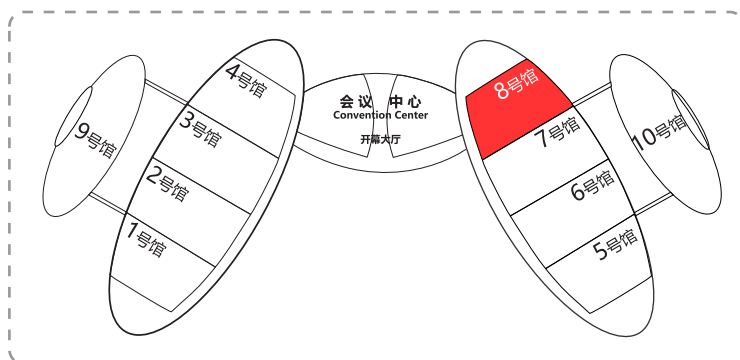 4号馆
3号馆
2号馆
1号馆
9号馆
会议 中心
Convention Center
开幕大厅
8号馆
7号馆
6号馆
5号馆
10号馆